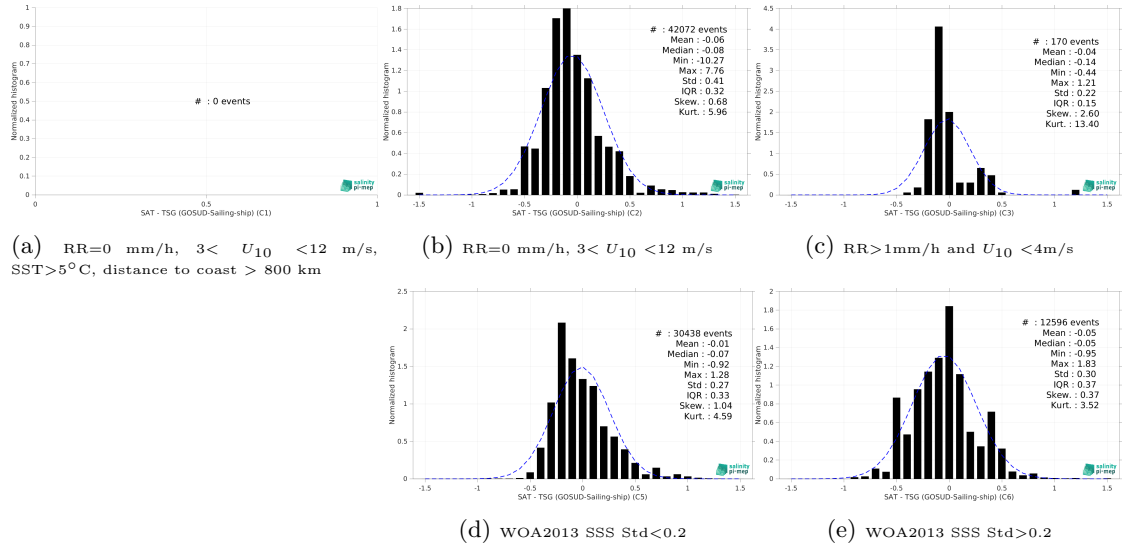 1
0.9
0.8
0.7
0.6
0.5
0.4
0.3
0.2
0.1
0
Normalized histogram
# : 0 events
0 0.5 1
SAT - TSG (GOSUD-Sailing-ship) (C1)
salinity
pi-mep
(a) RR=0 mm/h, 3< U10 <12 m/s,
SST>5°C, distance to coast > 800 km
1.8
1.6
1.4
1.2
1
0.8
0.6
0.4
0.2
0
Normalized histogram
# : 42072 events
Mean : -0.06
Median : -0.08
Min : -10.27
Max : 7.76
Std : 0.41
IQR : 0.32
Skew. : 0.68
Kurt. : 5.96
-1.5 -1 -0.5 0 0.5 1 1.5
SAT - TSG (GOSUD-Sailing-ship) (C2)
salinity
pi-mep
(b) RR=0 mm/h, 3< U10 <12 m/s
4.5
4
3.5
3
2.5
2
1.5
1
0.5
0
Normalized histogram
# : 170 events
Mean : -0.04
Median : -0.14
Min : -0.44
Max : 1.21
Std : 0.22
IQR : 0.15
Skew. : 2.60
Kurt. : 13.40
-1.5 -1 -0.5 0 0.5 1 1.5
SAT - TSG (GOSUD-Sailing-ship) (C3)
salinity
pi-mep
(c) RR>1mm/h and U10 <4m/s
2.5
2
1.5
1
0.5
0
Normalized histogram
# : 30438 events
Mean : -0.01
Median : -0.07
Min : -0.92
Max : 1.28
Std : 0.27
IQR : 0.33
Skew. : 1.04
Kurt. : 4.59
-1.5 -1 -0.5 0 0.5 1 1.5
SAT - TSG (GOSUD-Sailing-ship) (C5)
salinity
pi-mep
(d) WOA2013 SSS Std<0.2
2
1.8
1.6
1.4
1.2
1
0.8
0.6
0.4
0.2
0
Normalized histogram
# : 12596 events
Mean : -0.05
Median : -0.05
Min : -0.95
Max : 1.83
Std : 0.30
IQR : 0.37
Skew. : 0.37
Kurt. : 3.52
-1.5 -1 -0.5 0 0.5 1 1.5
SAT - TSG (GOSUD-Sailing-ship) (C6)
salinity
pi-mep
(e) WOA2013 SSS Std>0.2